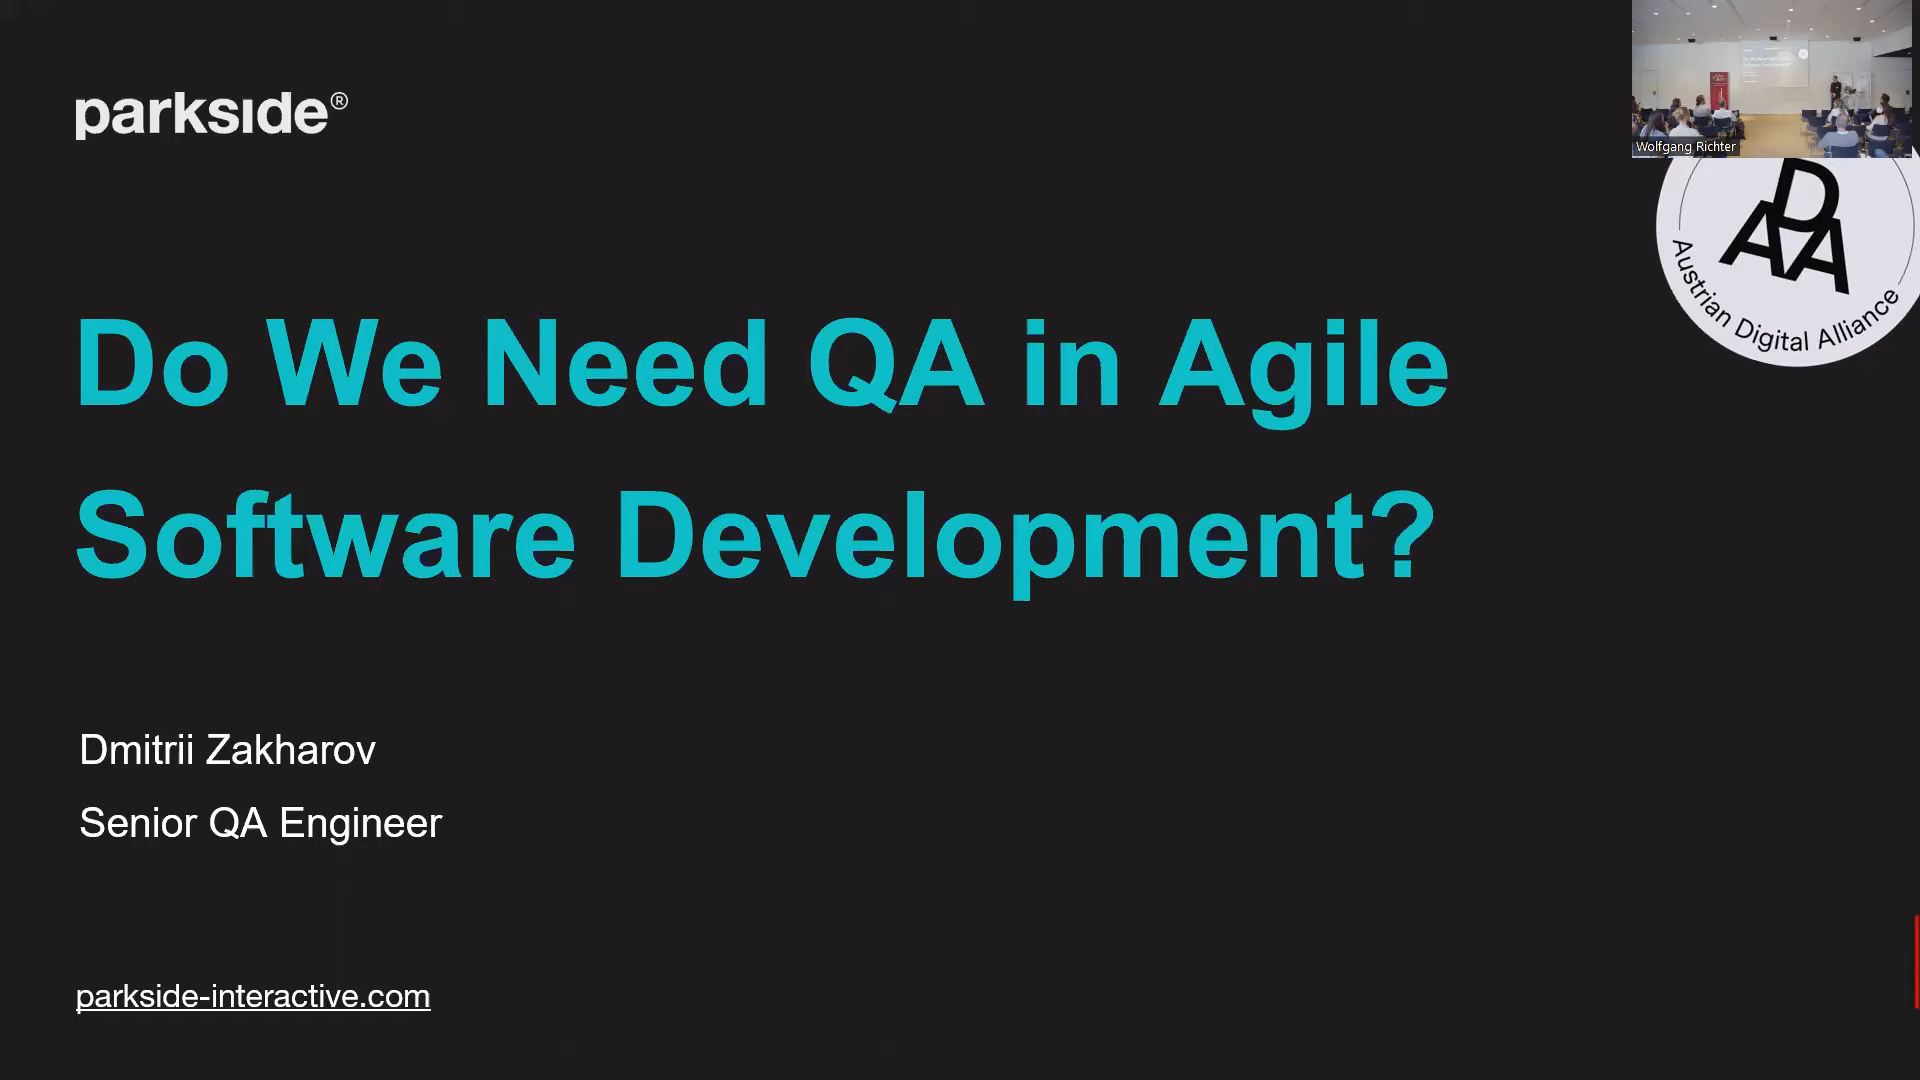 parkside®
Wolfgang Richter
DAA
Austrian Digital Alliance
Do We Need QA in Agile
Software Development?
Dmitrii Zakharov
Senior QA Engineer
parkside-interactive.com